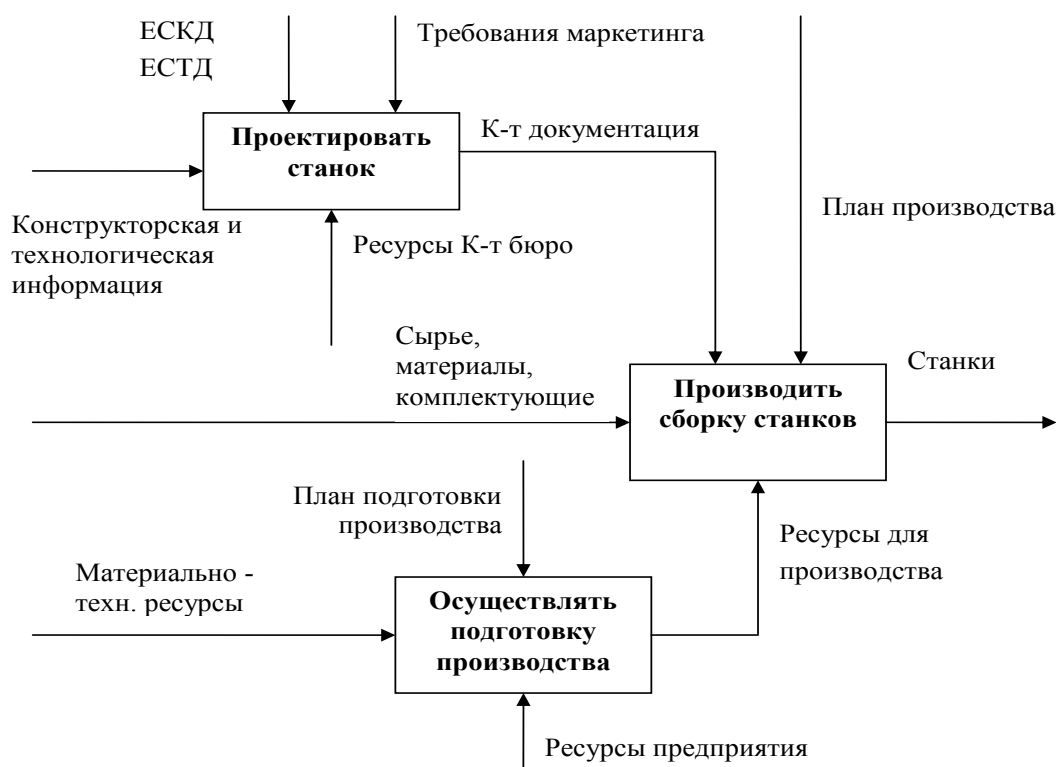 ЕСКД
ЕСТД
Требования маркетинга
Проектировать
станок
К-т документация
План производства
Конструкторская и
технологическая
информация
Ресурсы К-т бюро
Сырье,
материалы,
комплектующие
Производить
сборку станков
Станки
План подготовки
производства
Ресурсы для
производства
Материально -
техн. ресурсы
Осуществлять
подготовку
производства
Ресурсы предприятия